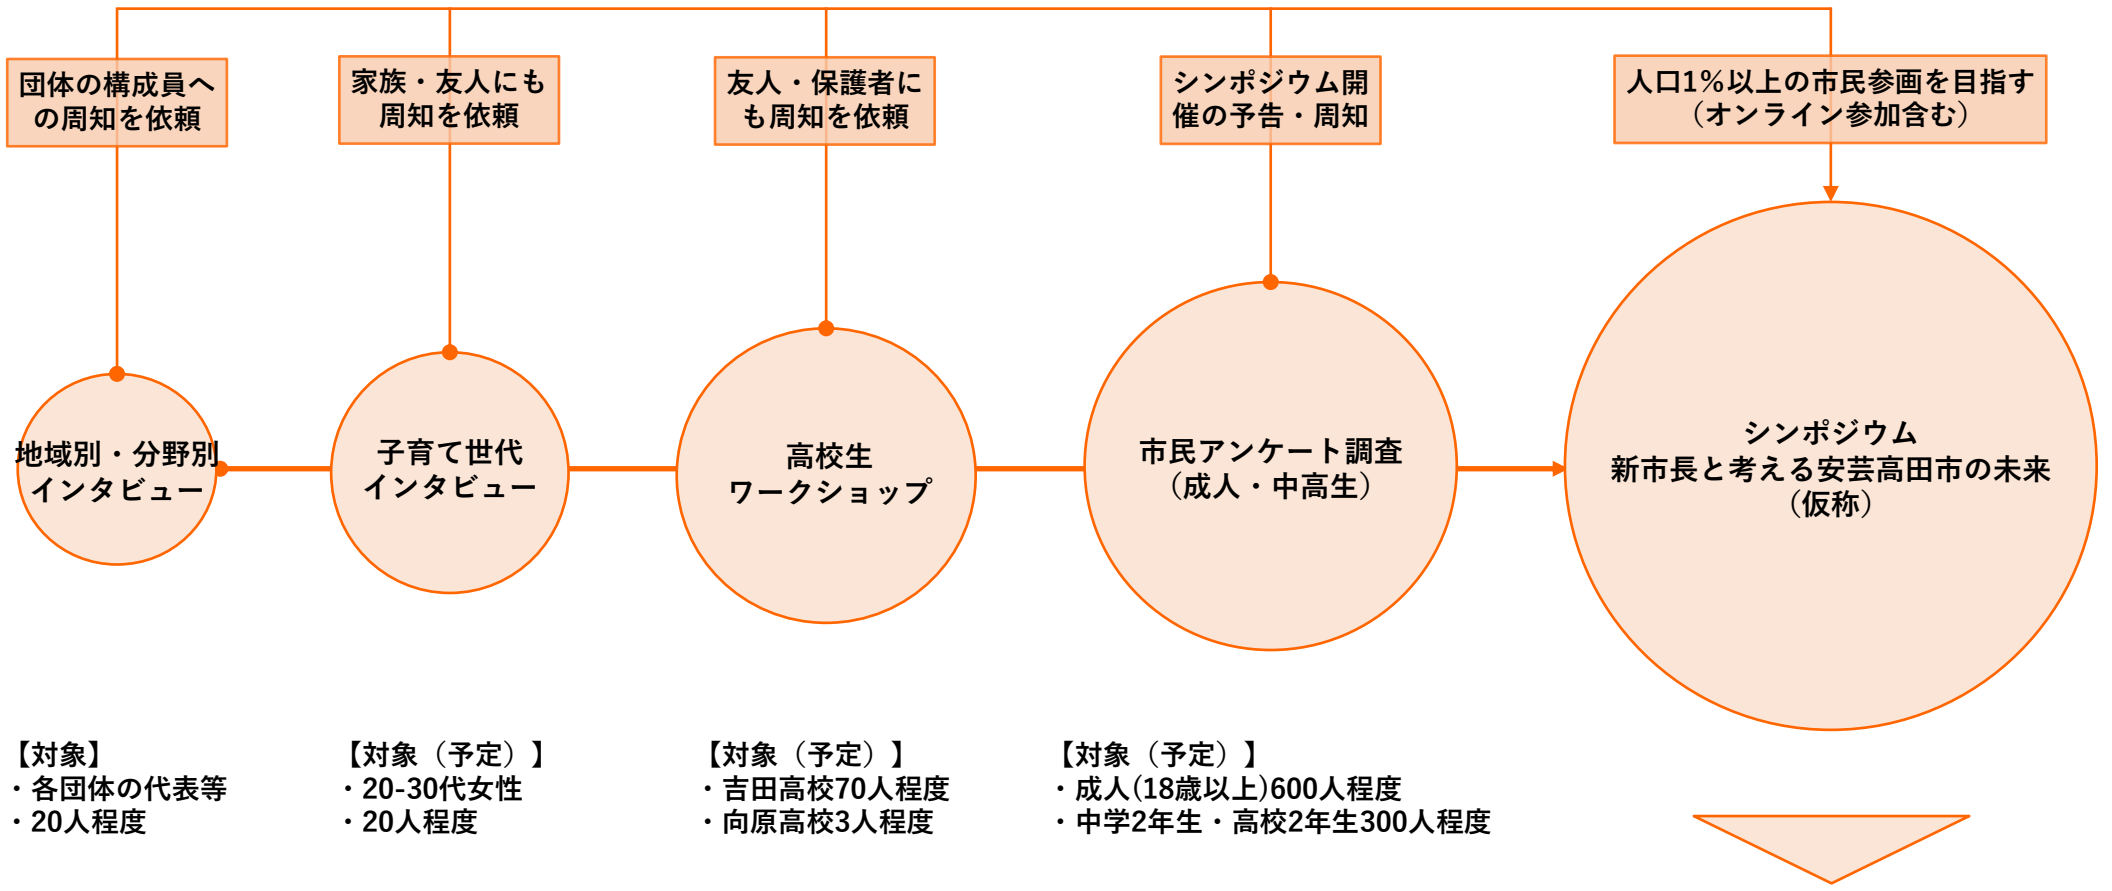 団体の構成員へ
の周知を依頼
家族・友人にも
周知を依頼
友人・保護者に
も周知を依頼
シンポジウム開
催の予告・周知
人口1%以上の市民参画を目指す
（オンライン参加含む）
地域別・分野別
インタビュー
子育て世代
インタビュー
高校生
ワークショップ
市民アンケート調査
（成人・中高生）
シンポジウム
新市長と考える安芸高田市の未来
（仮称）
【対象】
・各団体の代表等
・20人程度
【対象（予定）】
・20-30代女性
・20人程度
【対象（予定）】
・吉田高校70人程度
・向原高校3人程度
【対象（予定）】
・成人(18歳以上)600人程度
・中学2年生・高校2年生300人程度